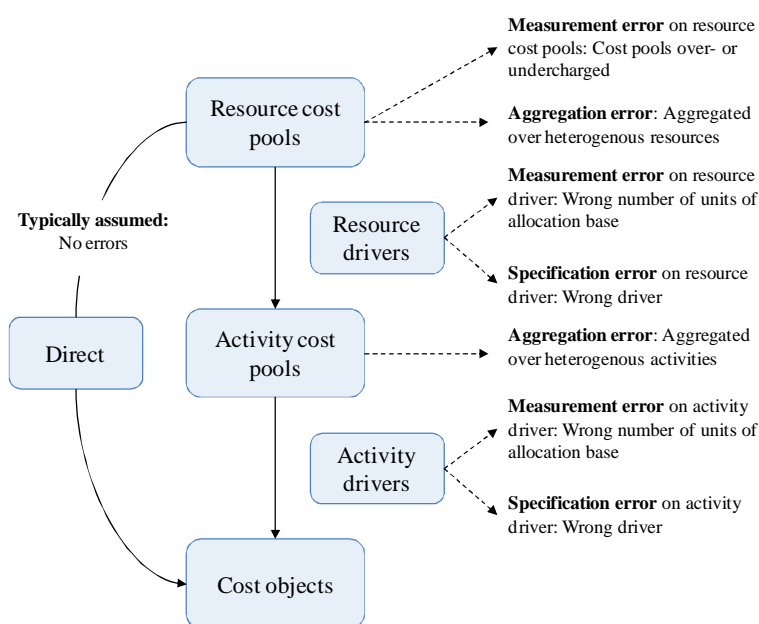 Measurement error on resource
cost pools: Cost pools over- or
undercharged
Resource cost
pools
Aggregation error: Aggregated
over heterogenous resources
Measurement error on resource
driver: Wrong number of units of
allocation base
Typically assumed:
No errors
Resource
drivers
Specification error on resource
driver: Wrong driver
Direct
Activity cost
pools
Aggregation error: Aggregated
over heterogenous activities
Measurement error on activity
driver: Wrong number of units of
allocation base
Activity
drivers
Specification error on activity
driver: Wrong driver
Cost objects